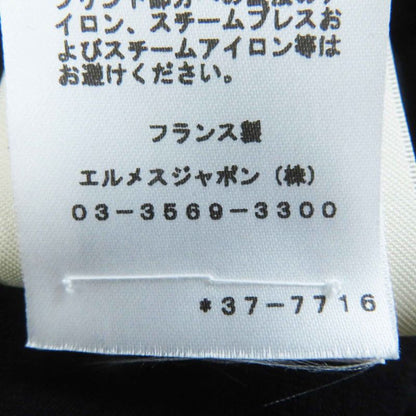 イロン、スチームプレスお
よびスチームアイロン等は
お避けください。
フランス製
エルメスジャポン（株）
03-3569-3300
*37-7716